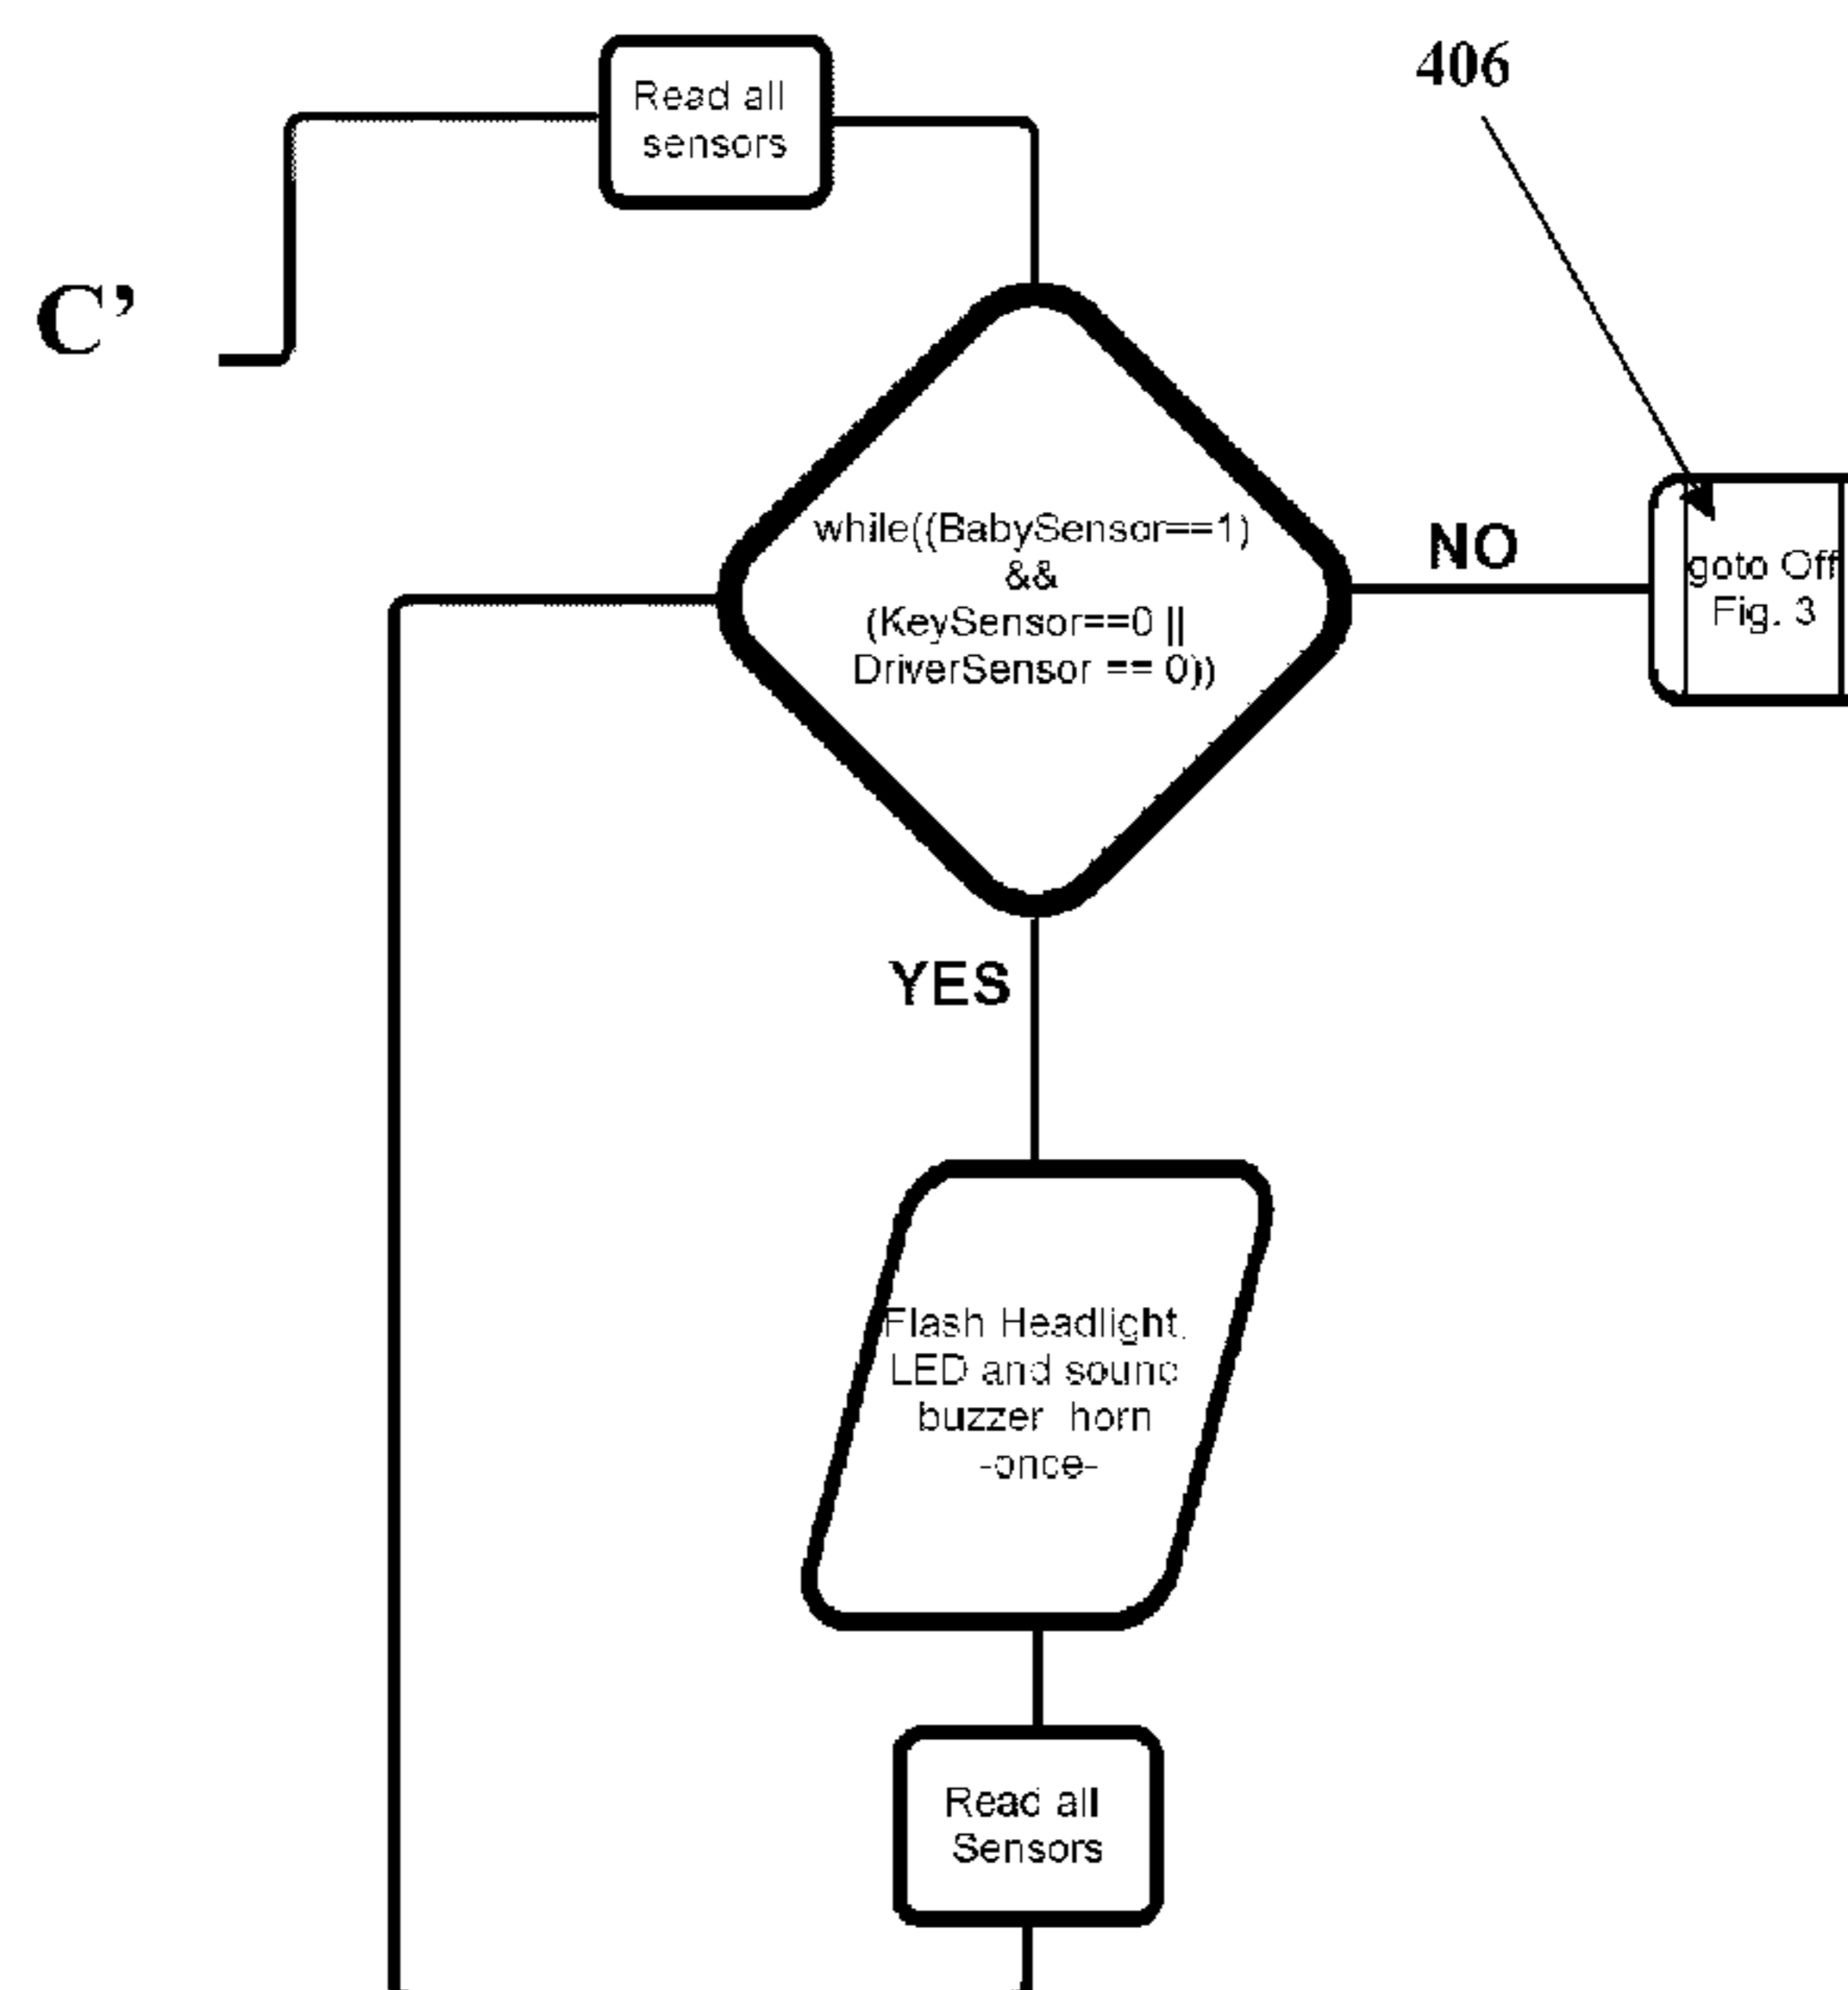 Read all
sensors
406
C’
while((BabySensor==1)
&&
(KeySensor==0 ||
DriverSensor == 0))
NO
goto Off
Fig. 3
YES
Flash Headlight,
LED and sound
buzzer horn
-once-
Read all
Sensors